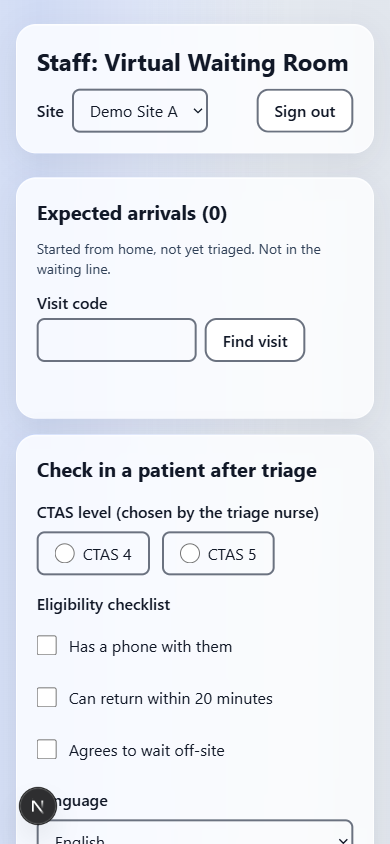 Staff: Virtual Waiting Room
Site
Demo Site A
Sign out
Expected arrivals (0)
Started from home, not yet triaged. Not in the
waiting line.
Visit code
Find visit
Check in a patient after triage
CTAS level (chosen by the triage nurse)
CTAS 4
CTAS 5
Eligibility checklist
Has a phone with them
Can return within 20 minutes
Agrees to wait off-site
N
nguage
English